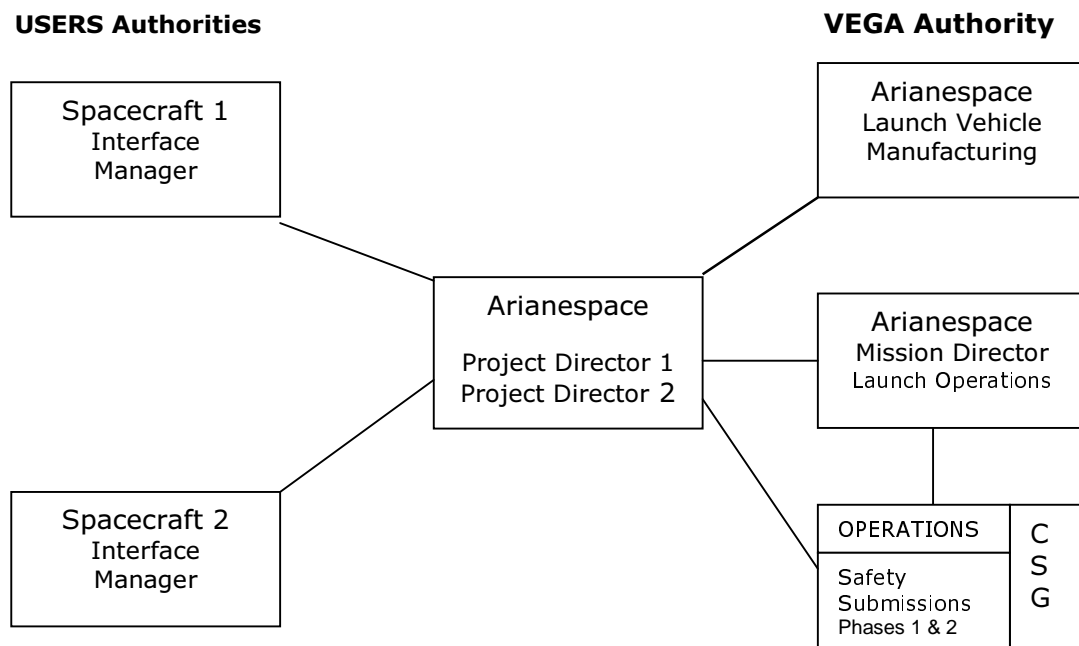 USERS Authorities
VEGA Authority
Spacecraft 1
Interface
Manager
Arianespace
Launch Vehicle
Manufacturing
Arianespace
Project Director 1
Project Director 2
Arianespace
Mission Director
Launch Operations
Spacecraft 2
Interface
Manager
OPERATIONS
Safety
Submissions
Phases 1 & 2
C
S
G